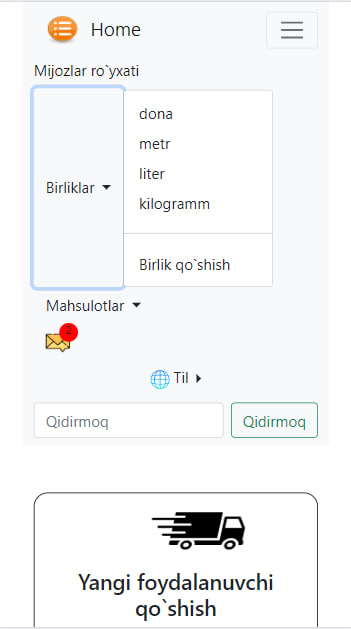 Home
Mijozlar ro`yxati
Birliklar
dona
metr
liter
kilogramm
Birlik qo`shish
Mahsulotlar
2
Til
Qidirmoq
Qidirmoq
Yangi foydalanuvchi
qo`shish